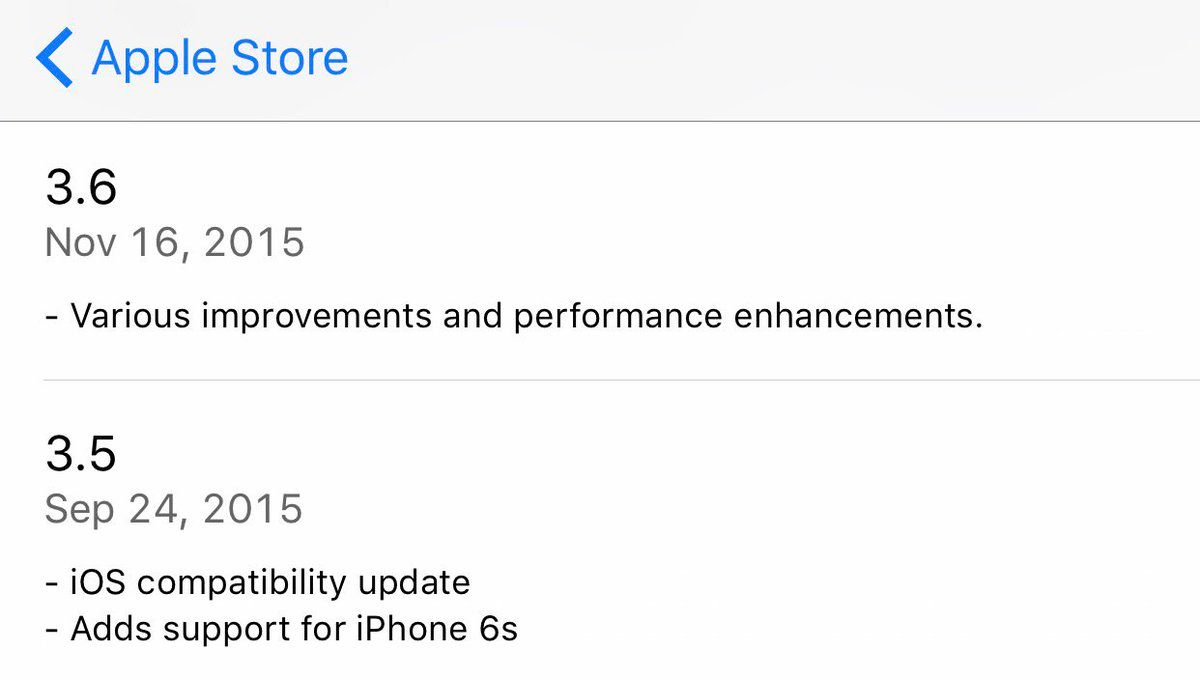 Apple Store
3.6
Nov 16, 2015
- Various improvements and performance enhancements.
3.5
Sep 24, 2015
- iOS compatibility update
- Adds support for iPhone 6s